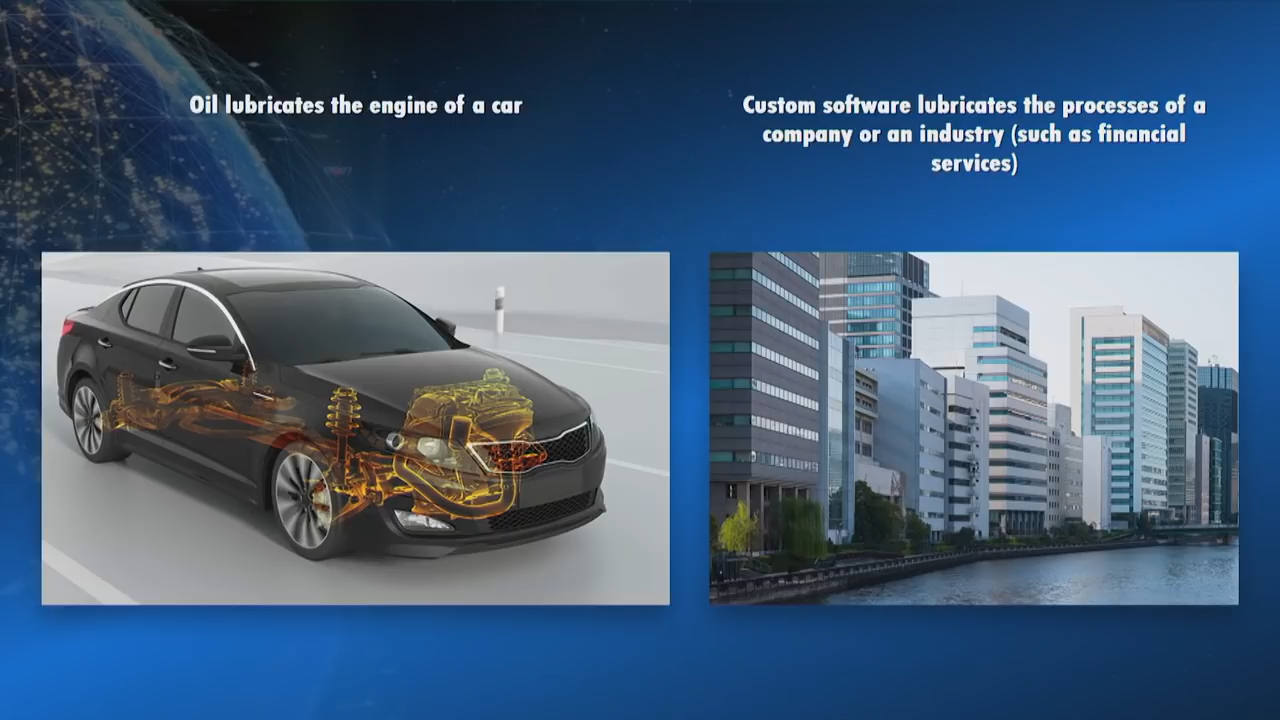 Oil lubricates the engine of a car
Custom software lubricates the processes of a
company or an industry (such as financial
services)